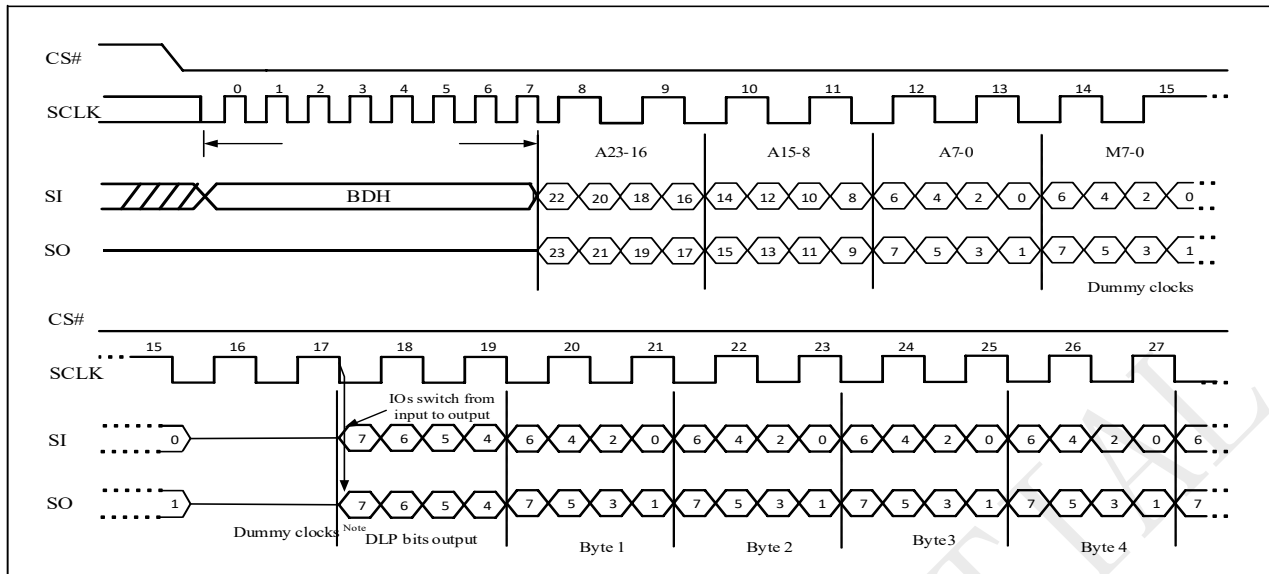 CS#
0 1 2 3 4 5 6 7 8 9 10 11 12 13 14 15
SCLK
A23-16 A15-8 A7-0 M7-0
SI BDH 22 20 18 16 14 12 10 8 6 4 2 0 6 4 2 0
SO 23 21 19 17 15 13 11 9 7 5 3 1 7 5 3 1
Dummy clocks
CS#
15 16 17 18 19 20 21 22 23 24 25 26 27
SCLK
IOs switch from
input to output
SI 0 7 6 5 4 6 4 2 0 6 4 2 0 6 4 2 0 6 4 2 0 6
SO 1 7 6 5 4 7 5 3 1 7 5 3 1 7 5 3 1 7 5 3 1 7
Dummy clocks Note DLP bits output Byte 1 Byte 2 Byte3 Byte 4